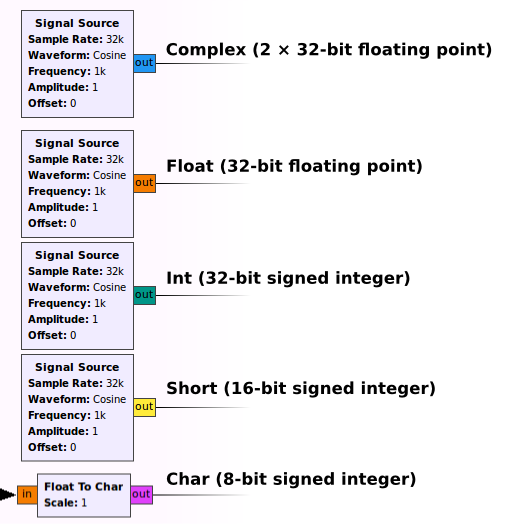 Signal Source
Sample Rate: 32k
Waveform: Cosine
Frequency: 1k
Amplitude: 1
Offset: 0
out
Complex (2 × 32-bit floating point)
Signal Source
Sample Rate: 32k
Waveform: Cosine
Frequency: 1k
Amplitude: 1
Offset: 0
out
Float (32-bit floating point)
Signal Source
Sample Rate: 32k
Waveform: Cosine
Frequency: 1k
Amplitude: 1
Offset: 0
out
Int (32-bit signed integer)
Signal Source
Sample Rate: 32k
Waveform: Cosine
Frequency: 1k
Amplitude: 1
Offset: 0
out
Short (16-bit signed integer)
in
Float To Char
Scale: 1
out
Char (8-bit signed integer)